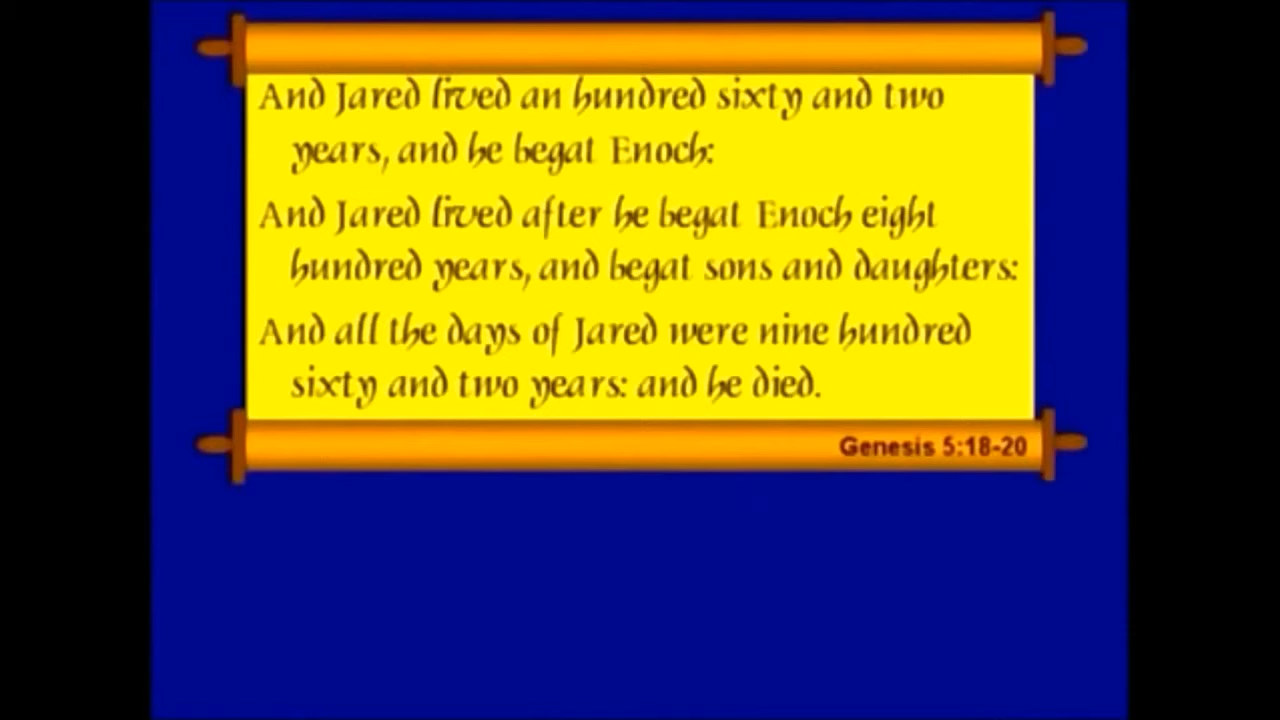 And Jared lived an hundred sixty and two
years, and he begat Enoch:
And Jared lived after he begat Enoch eight
hundred years, and begat sons and daughters:
And all the days of Jared were nine hundred
sixty and two years: and he died.
Genesis 5:18-20